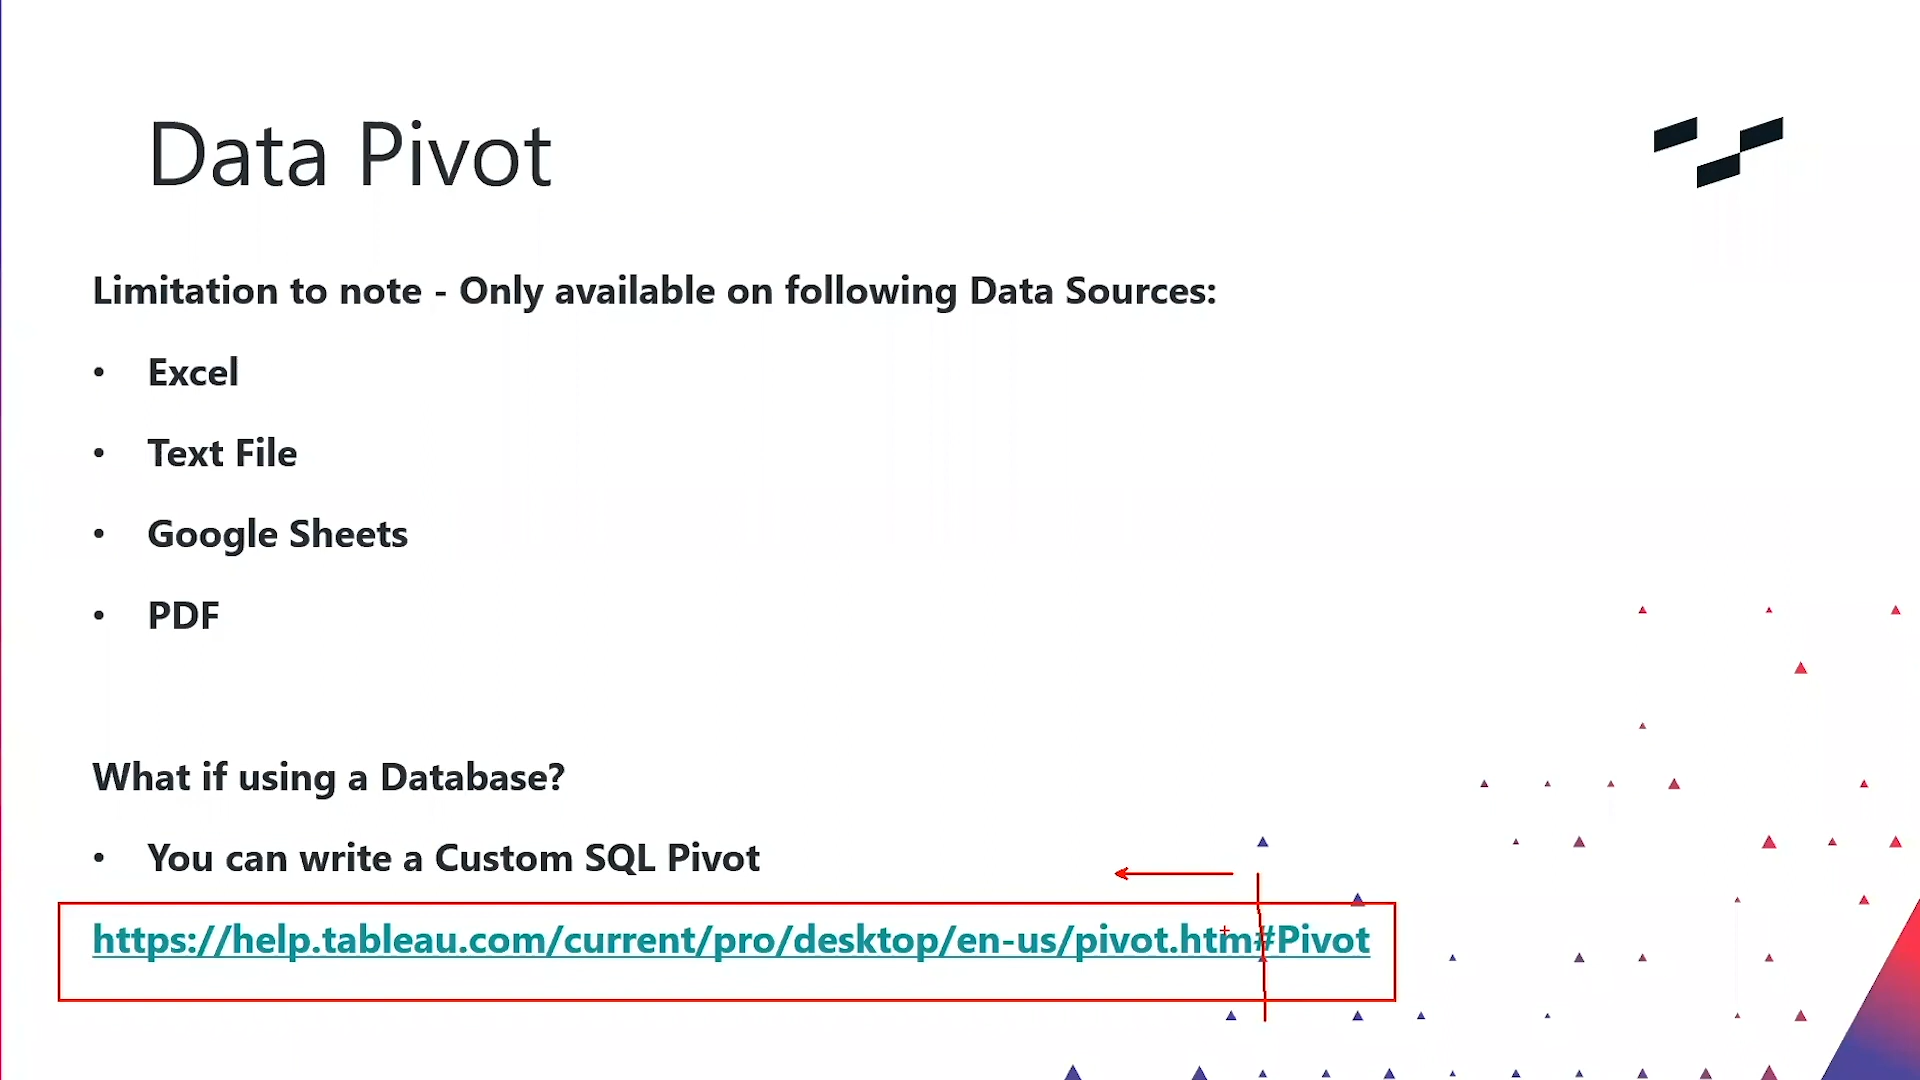 Data Pivot
Limitation to note - Only available on following Data Sources:
• Excel
• Text File
• Google Sheets
• PDF
What if using a Database?
• You can write a Custom SQL Pivot
https://help.tableau.com/current/pro/desktop/en-us/pivot.htm#Pivot